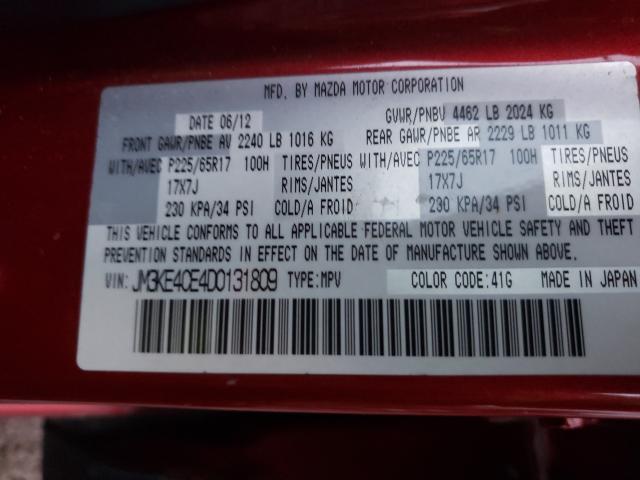 MFD. BY MAZDA MOTOR CORPORATION
DATE 06/12 GVWR/PNBV 4462 LB 2024 KG
FRONT GAWR/PNBE AV 2240 LB 1016 KG REAR GAWR/PNBE AR 2229 LB 1011 KG
WITH/AVEC P225/65R17 100H TIRES/PNEUS WITH/AVEC P225/65R17 100H TIRES/PNEUS
17X7J RIMS/JANTES 17X7J RIMS/JANTES
230 KPA/34 PSI COLD/A FROID 230 KPA/34 PSI COLD/A FROID
THIS VEHICLE CONFORMS TO ALL APPLICABLE FEDERAL MOTOR VEHICLE SAFETY AND THEFT
PREVENTION STANDARDS IN EFFECT ON THE DATE OF MANUFACTURE SHOWN ABOVE.
VIN: JM3KE4CE4D0131809 TYPE:MPV COLOR CODE:41G MADE IN JAPAN